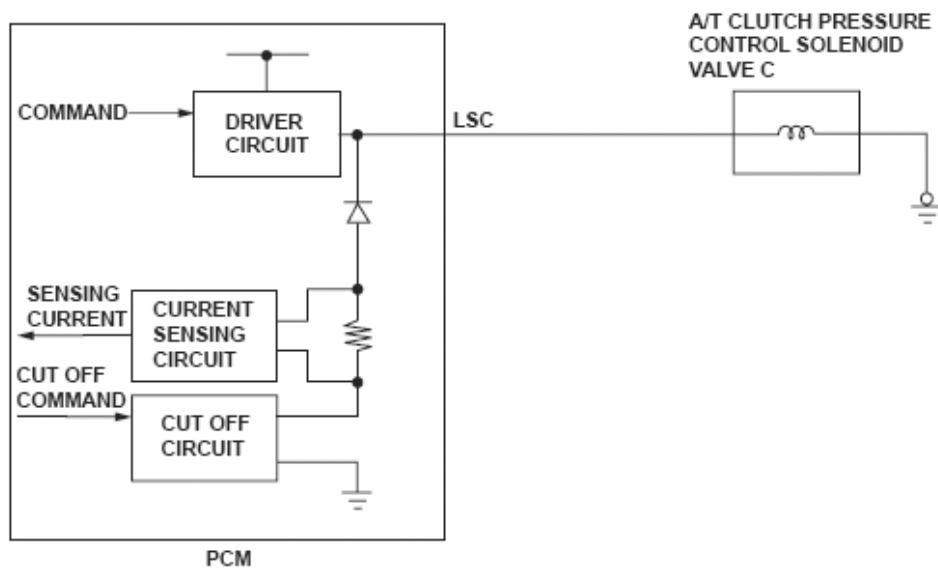 A/T CLUTCH PRESSURE
CONTROL SOLENOID
VALVE C
COMMAND
DRIVER
CIRCUIT
LSC
SENSING
CURRENT
CURRENT
SENSING
CIRCUIT
CUT OFF
COMMAND
CUT OFF
CIRCUIT
PCM